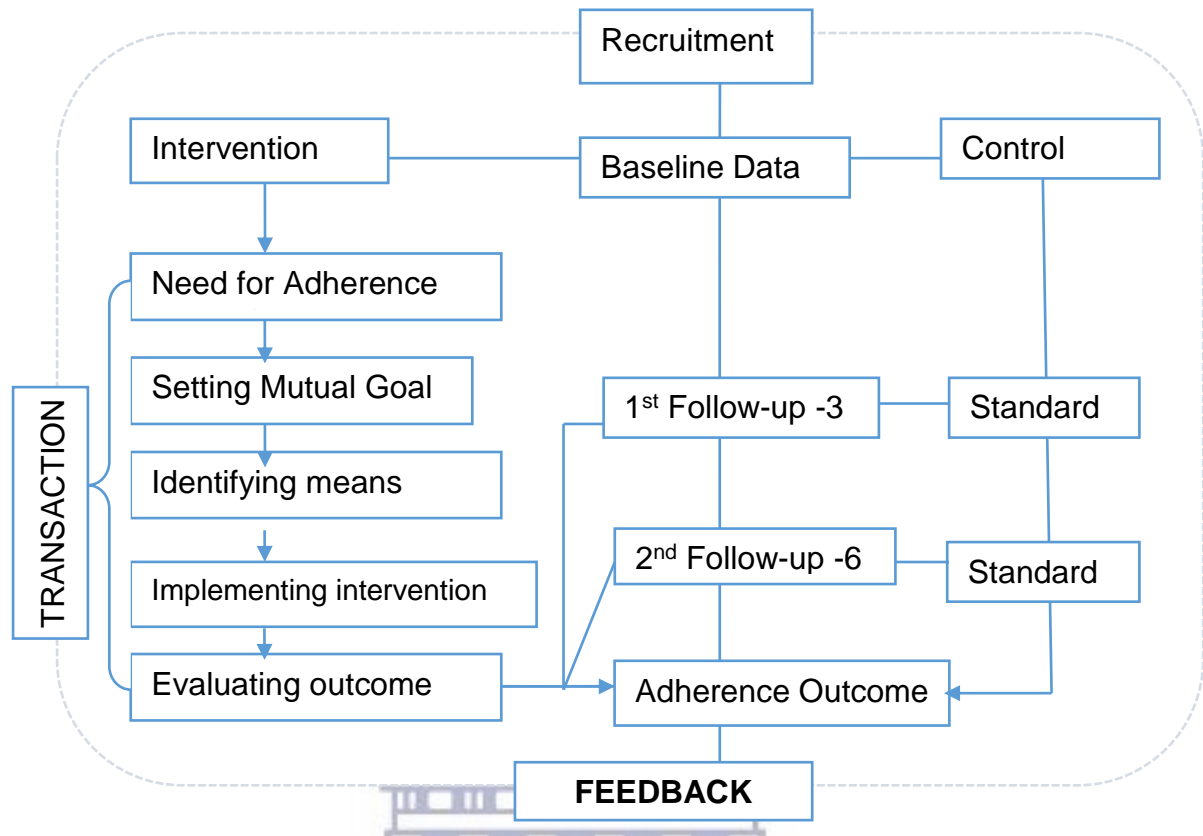 Recruitment
Intervention
Baseline Data
Control
Need for Adherence
Setting Mutual Goal
1st Follow-up -3
Standard
TRANSACTION
Identifying means
2nd Follow-up -6
Standard
Implementing intervention
Evaluating outcome
Adherence Outcome
FEEDBACK